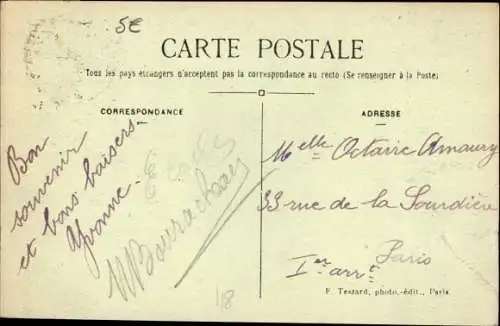 5E
CARTE POSTALE
Tous les pays étrangers n'acceptent pas la correspondance au recto (Se renseigner à la Poste)
CORRESPONDANCE
Bon
souvenir
et bons baisers
Yvonne
18
ADRESSE
Melle Octavie Amaury
33 rue de la Sourdière
Paris
Ier arrt
F. Testard, photo.-édit., Paris